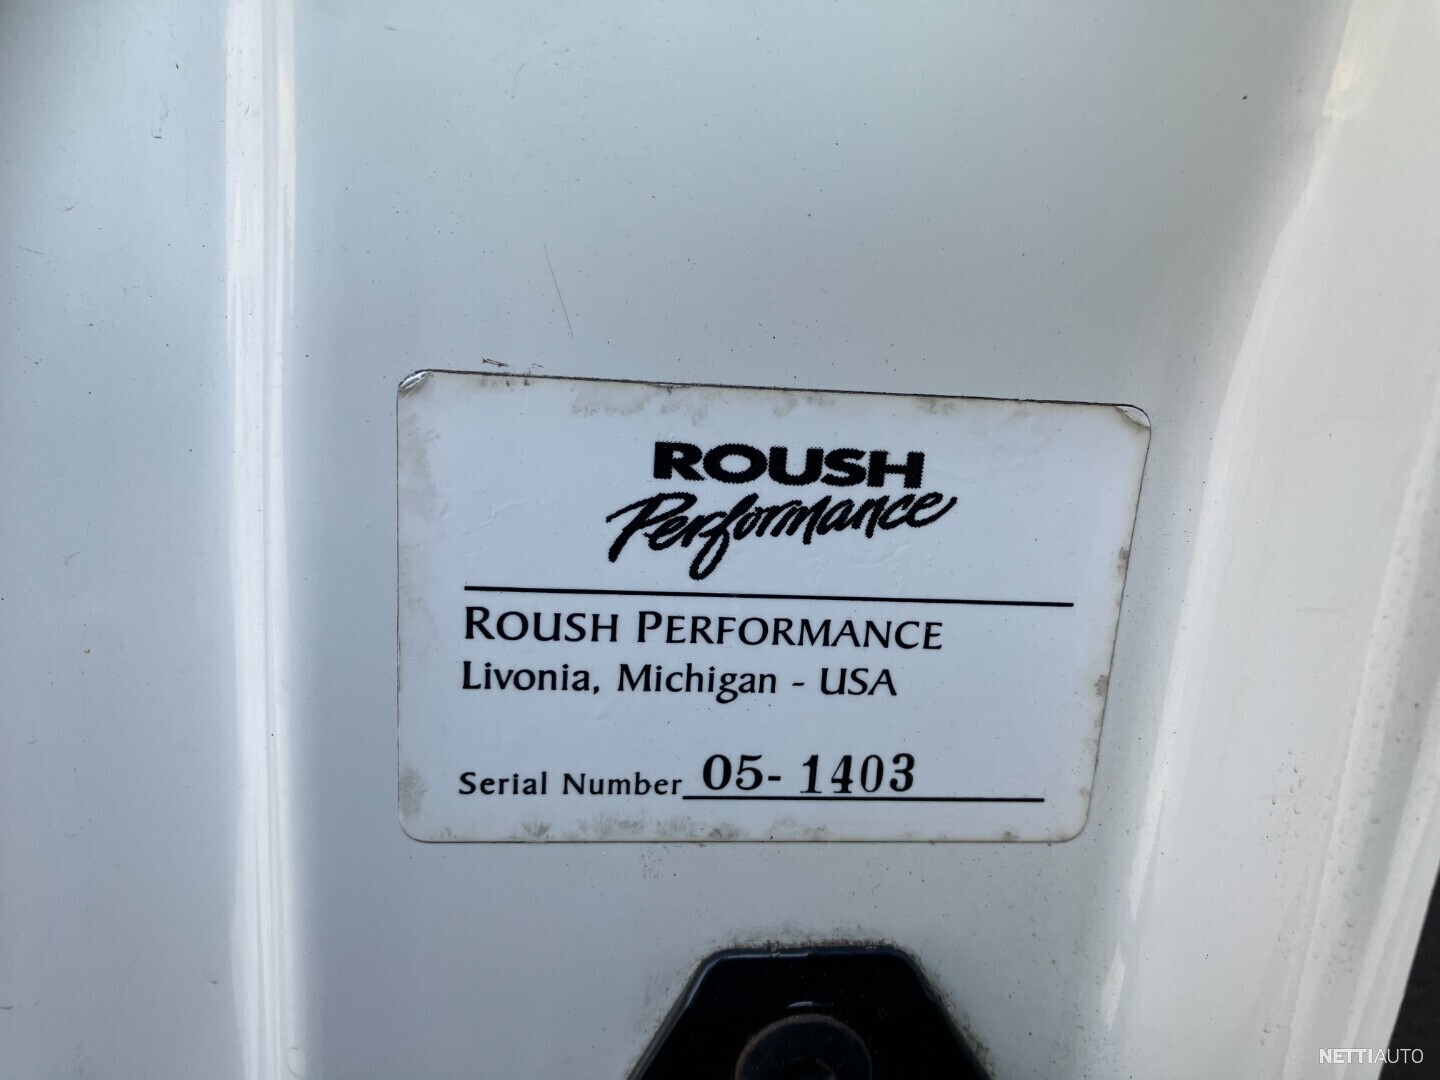 ROUSH
Performance
ROUSH PERFORMANCE
Livonia, Michigan - USA
Serial Number 05- 1403
NETTIAUTO